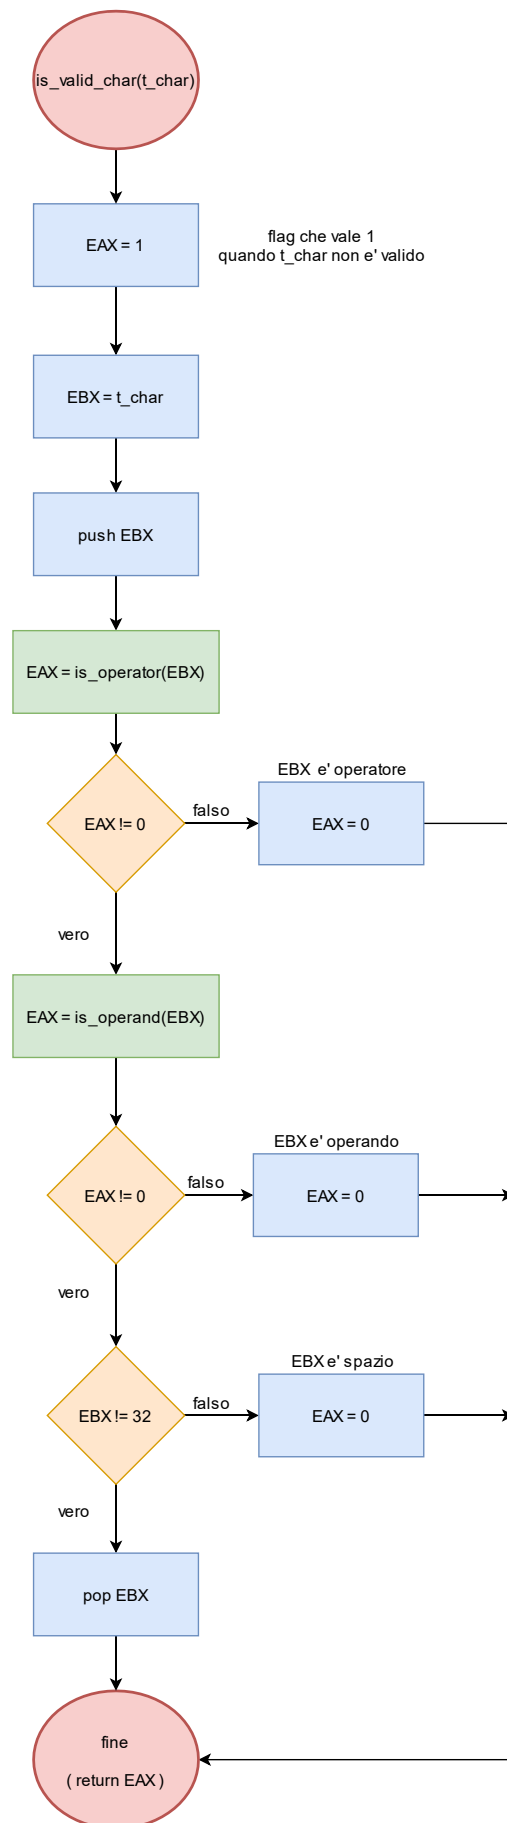 is_valid_char(t_char)
EAX = 1
flag che vale 1
quando t_char non e' valido
EBX = t_char
push EBX
EAX = is_operator(EBX)
EBX e' operatore
EAX != 0
falso
EAX = 0
vero
EAX = is_operand(EBX)
EBX e' operando
EAX != 0
falso
EAX = 0
vero
EBX e' spazio
EBX != 32
falso
EAX = 0
vero
pop EBX
fine
( return EAX )